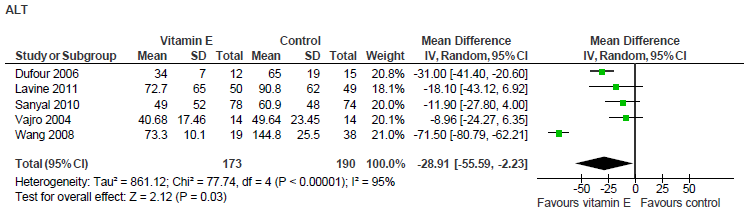 ALT
Vitamin E Control Mean Difference Mean Difference
Study or Subgroup Mean SD Total Mean SD Total Weight IV, Random, 95% CI IV, Random, 95% CI
Dufour 2006 34 7 12 65 19 15 20.8% -31.00 [-41.40, -20.60]
Lavine 2011 72.7 65 50 90.8 62 49 18.1% -18.10 [-43.12, 6.92]
Sanyal 2010 49 52 78 60.9 48 74 20.1% -11.90 [-27.80, 4.00]
Vajro 2004 40.68 17.46 14 49.64 23.45 14 20.1% -8.96 [-24.27, 6.35]
Wang 2008 73.3 10.1 19 144.8 25.5 38 21.0% -71.50 [-80.79, -62.21]
Total (95% CI) 173 190 100.0% -28.91 [-55.59, -2.23]
Heterogeneity: Tau² = 861.12; Chi² = 77.74, df = 4 (P < 0.00001); I² = 95%
Test for overall effect: Z = 2.12 (P = 0.03)
-50 -25 0 25 50
Favours vitamin E Favours control